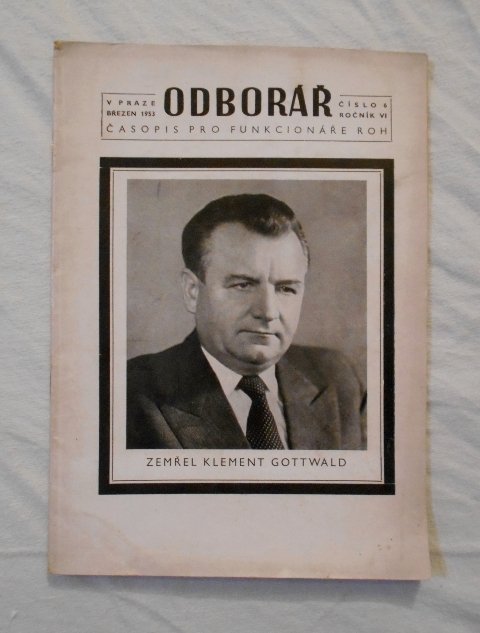 V PRAZE
BŘEZEN 1953
ODBORÁŘ
ČÍSLO 6
ROČNÍK VI
ČASOPIS PRO FUNKCIONÁŘE ROH
ZEMŘEL KLEMENT GOTTWALD